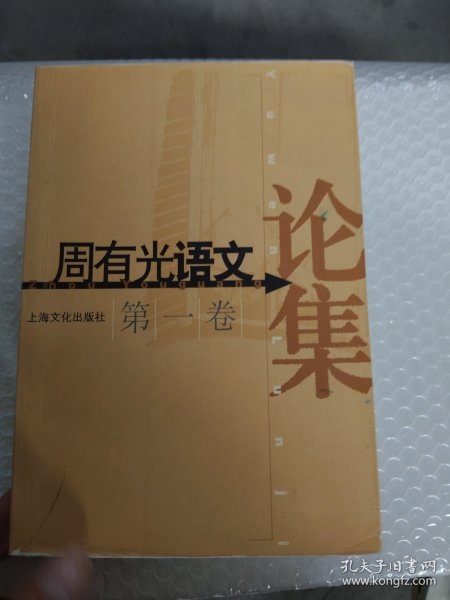 Yuwen Lunji
论集
周有光语文
Zhou Youguang
上海文化出版社
第一卷
孔夫子旧书网
www.kongfz.com